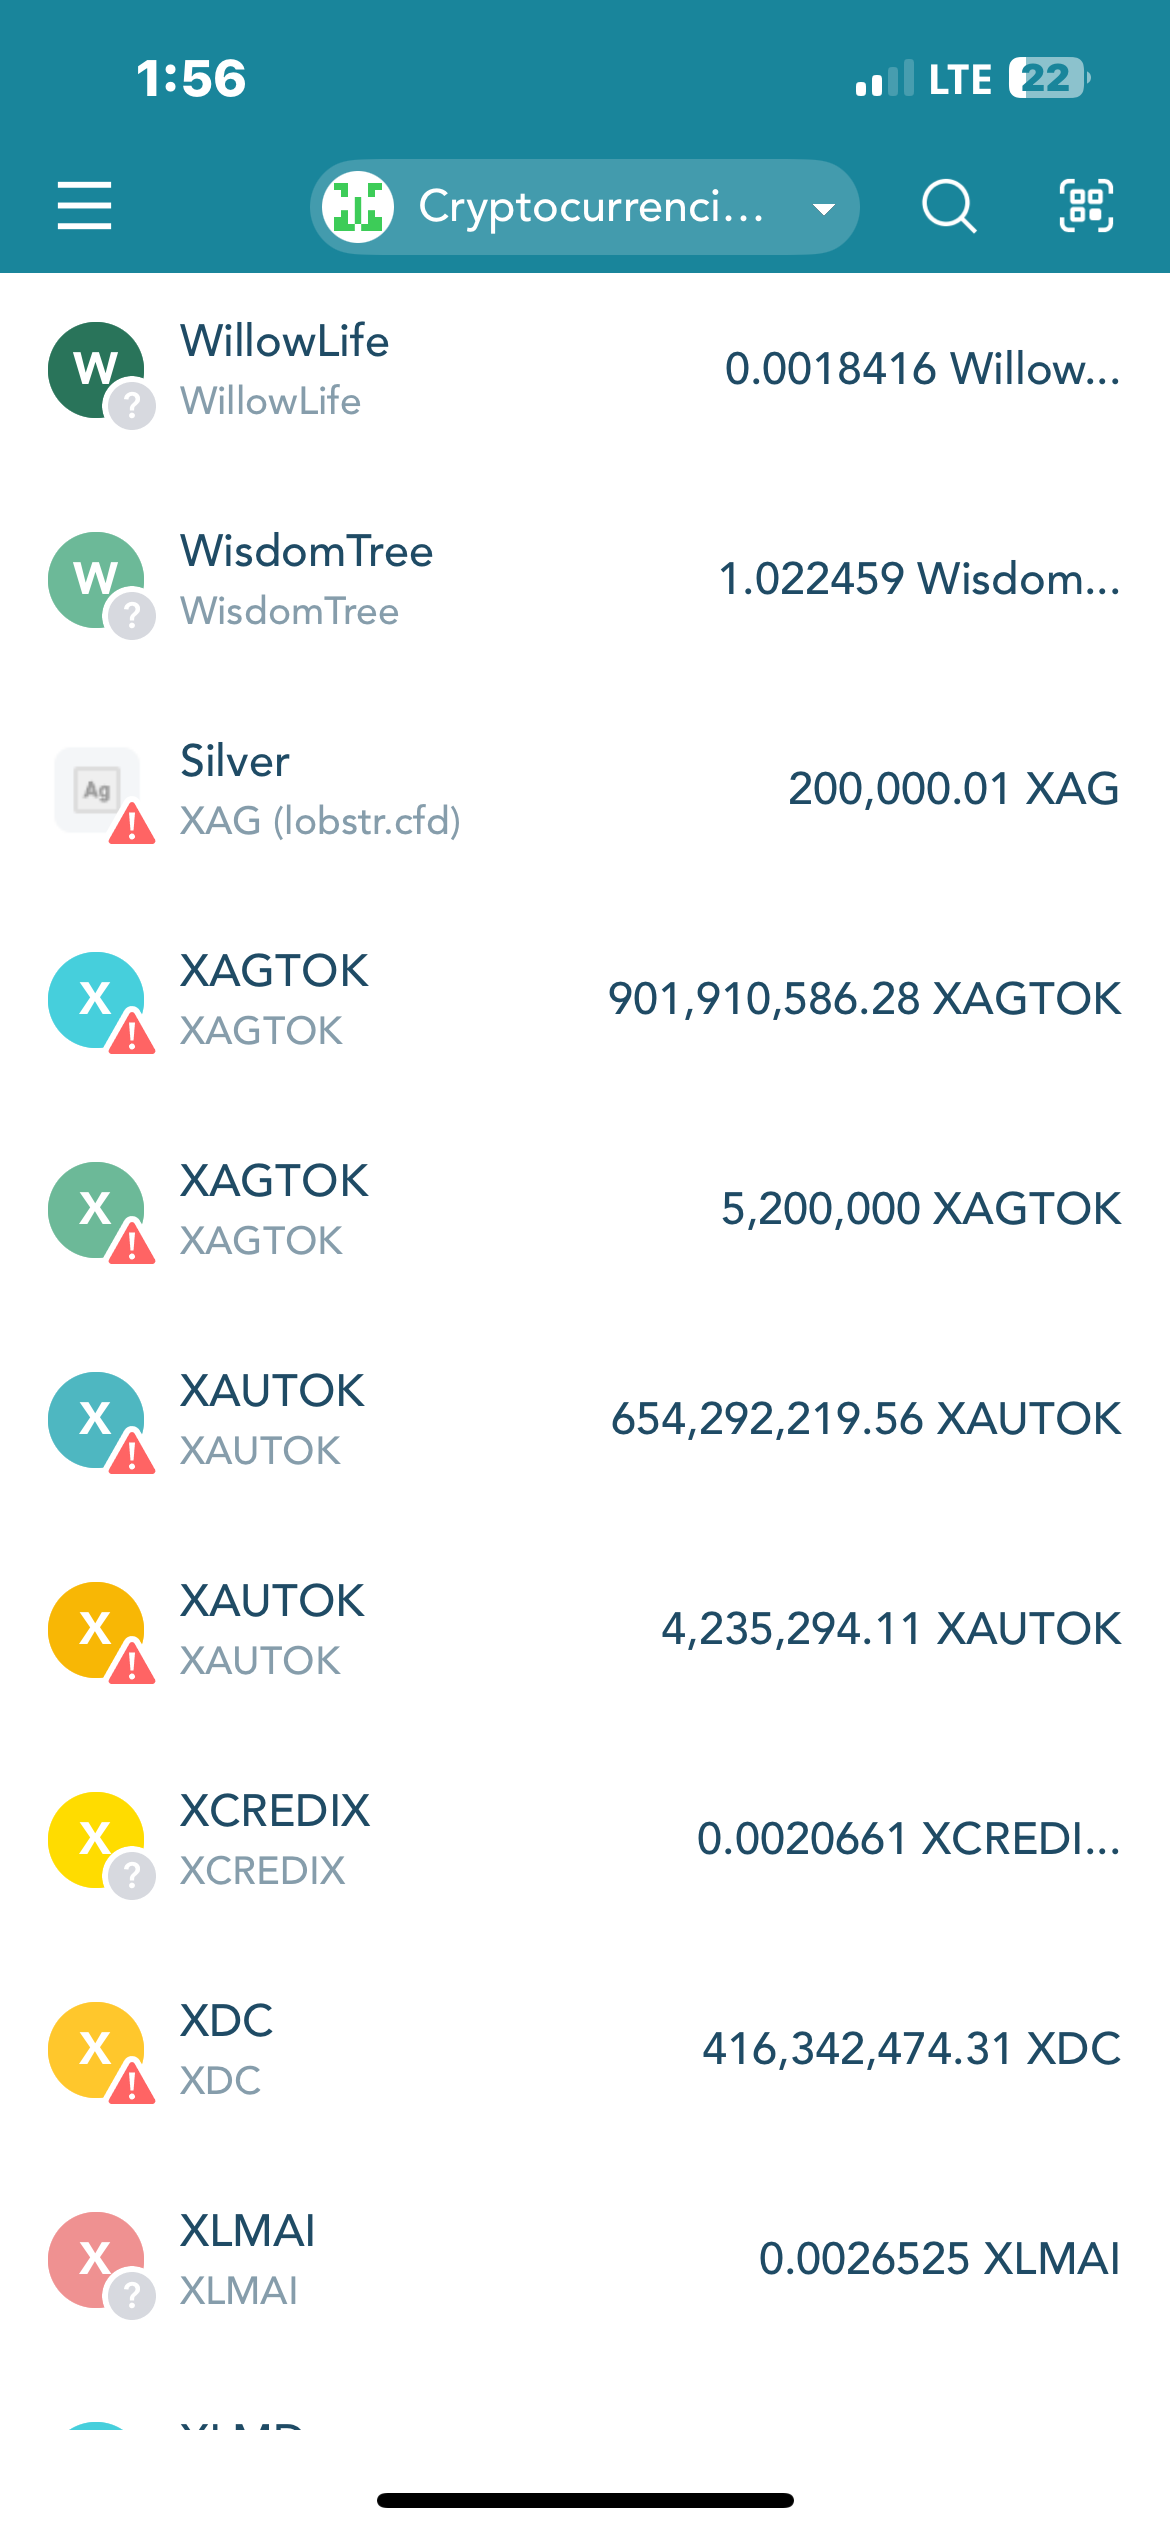 1:56
LTE 22
Cryptocurrenci...
W
WillowLife
WillowLife
0.0018416 Willow...
?
W
WisdomTree
WisdomTree
1.022459 Wisdom...
?
Ag
Silver
XAG (lobstr.cfd)
200,000.01 XAG
!
X
XAGTOK
XAGTOK
901,910,586.28 XAGTOK
!
X
XAGTOK
XAGTOK
5,200,000 XAGTOK
!
X
XAUTOK
XAUTOK
654,292,219.56 XAUTOK
!
X
XAUTOK
XAUTOK
4,235,294.11 XAUTOK
!
X
XCREDIX
XCREDIX
0.0020661 XCREDI...
?
X
XDC
XDC
416,342,474.31 XDC
!
X
XLMAI
XLMAI
0.0026525 XLMAI
?